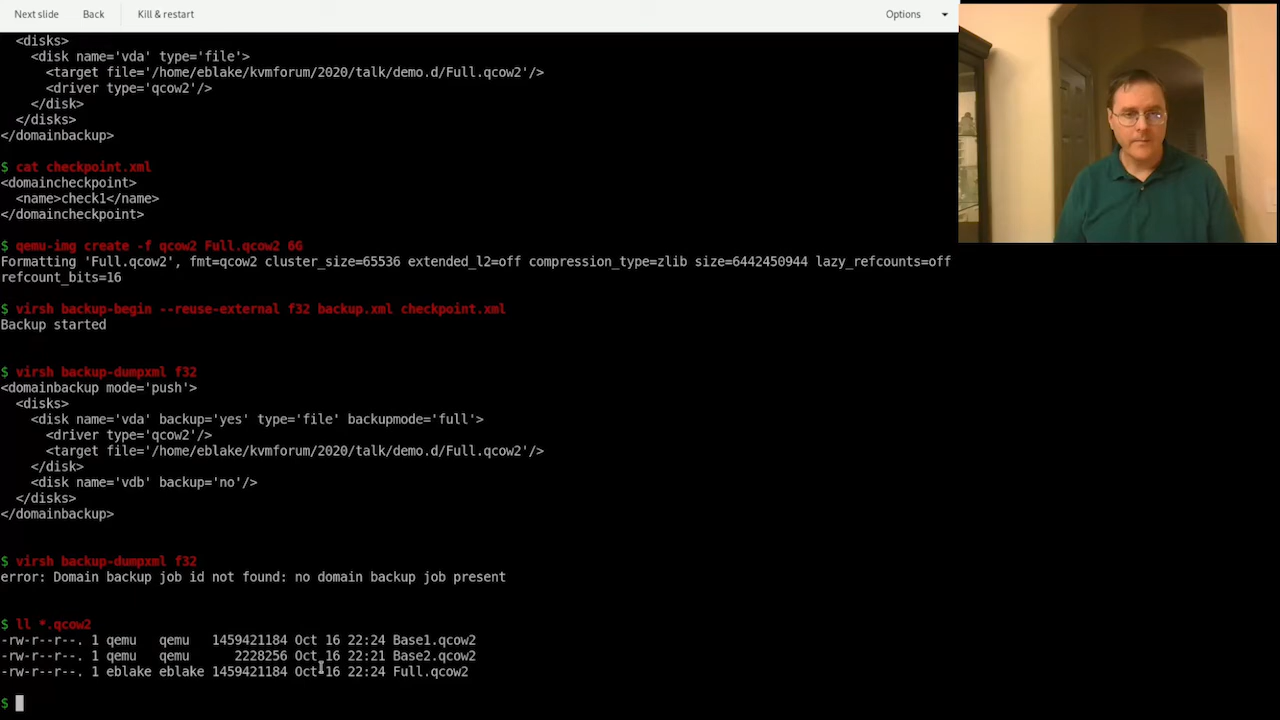 Next slide Back Kill & restart Options
<disks>
<disk name='vda' type='file'>
<target file='/home/eblake/kvmforum/2020/talk/demo.d/Full.qcow2'/>
<driver type='qcow2'/>
</disk>
</disks>
</domainbackup>
$ cat checkpoint.xml
<domaincheckpoint>
<name>check1</name>
</domaincheckpoint>
$ qemu-img create -f qcow2 Full.qcow2 6G
Formatting 'Full.qcow2', fmt=qcow2 cluster_size=65536 extended_l2=off compression_type=zlib size=6442450944 lazy_refcounts=off
refcount_bits=16
$ virsh backup-begin --reuse-external f32 backup.xml checkpoint.xml
Backup started
$ virsh backup-dumpxml f32
<domainbackup mode='push'>
<disks>
<disk name='vda' backup='yes' type='file' backupmode='full'>
<driver type='qcow2'/>
<target file='/home/eblake/kvmforum/2020/talk/demo.d/Full.qcow2'/>
</disk>
<disk name='vdb' backup='no'/>
</disks>
</domainbackup>
$ virsh backup-dumpxml f32
error: Domain backup job id not found: no domain backup job present
$ ll *.qcow2
-rw-r--r--. 1 qemu qemu 1459421184 Oct 16 22:24 Base1.qcow2
-rw-r--r--. 1 qemu qemu 2228256 Oct 16 22:21 Base2.qcow2
-rw-r--r--. 1 eblake eblake 1459421184 Oct 16 22:24 Full.qcow2
$